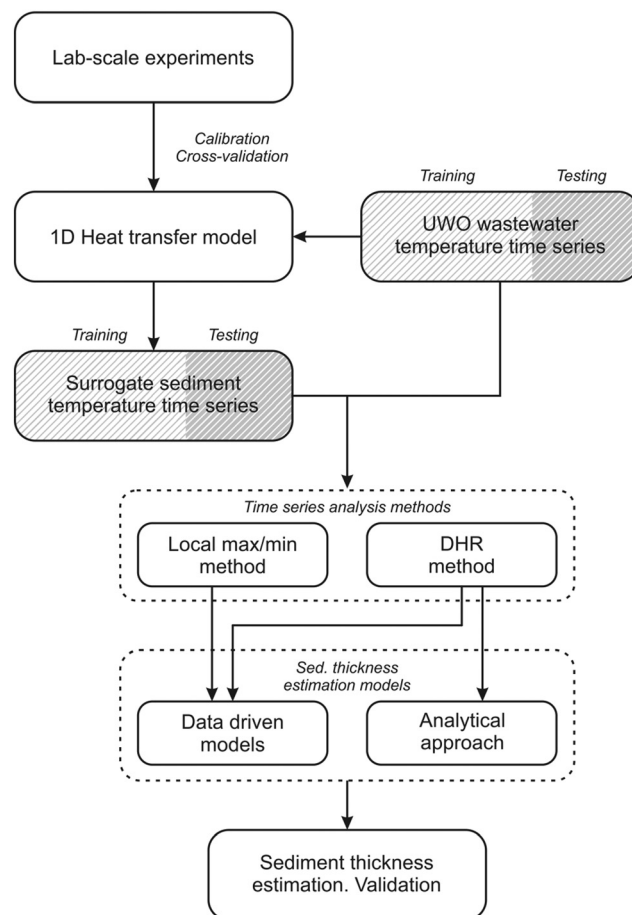 Lab-scale experiments
Calibration
Cross-validation
Training
Testing
1D Heat transfer model
UWO wastewater
temperature time series
Training
Testing
Surrogate sediment
temperature time series
Time series analysis methods
Local max/min
method
DHR
method
Sed. thickness
estimation models
Data driven
models
Analytical
approach
Sediment thickness
estimation. Validation